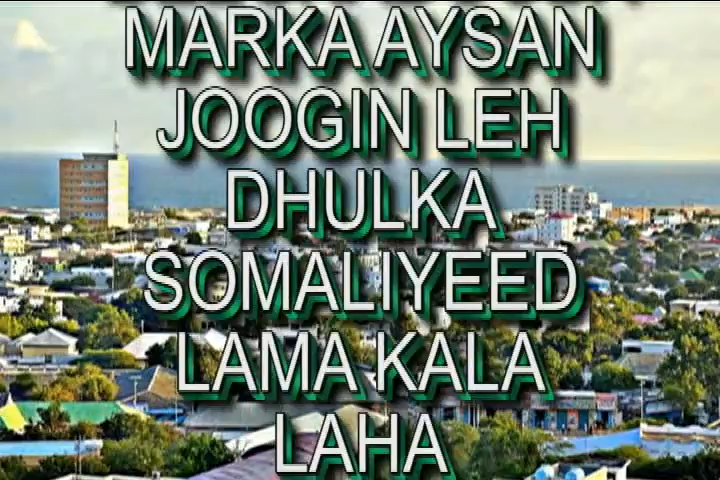 MARKA AYSAN
JOOGIN LEH
DHULKA
SOMALIYEED
LAMA KALA
LAHA